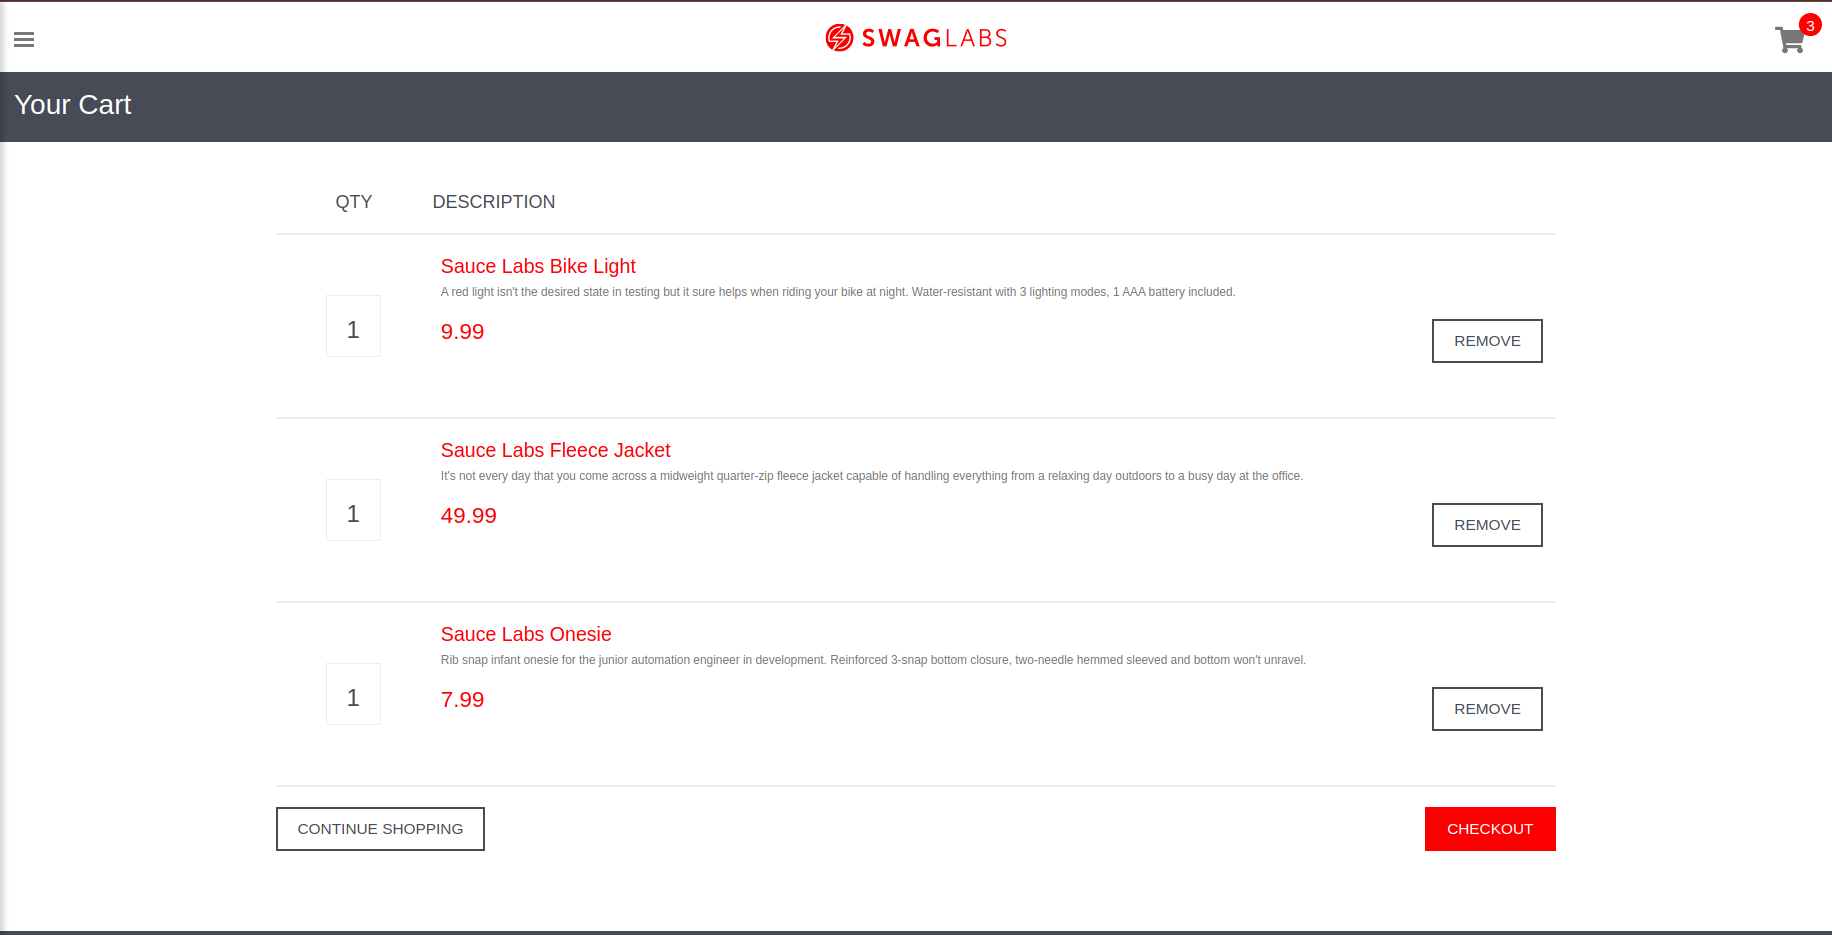 SWAGLABS
3
Your Cart
QTY DESCRIPTION
Sauce Labs Bike Light
A red light isn't the desired state in testing but it sure helps when riding your bike at night. Water-resistant with 3 lighting modes, 1 AAA battery included.
1
9.99
REMOVE
Sauce Labs Fleece Jacket
It's not every day that you come across a midweight quarter-zip fleece jacket capable of handling everything from a relaxing day outdoors to a busy day at the office.
1
49.99
REMOVE
Sauce Labs Onesie
Rib snap infant onesie for the junior automation engineer in development. Reinforced 3-snap bottom closure, two-needle hemmed sleeved and bottom won't unravel.
1
7.99
REMOVE
CONTINUE SHOPPING CHECKOUT